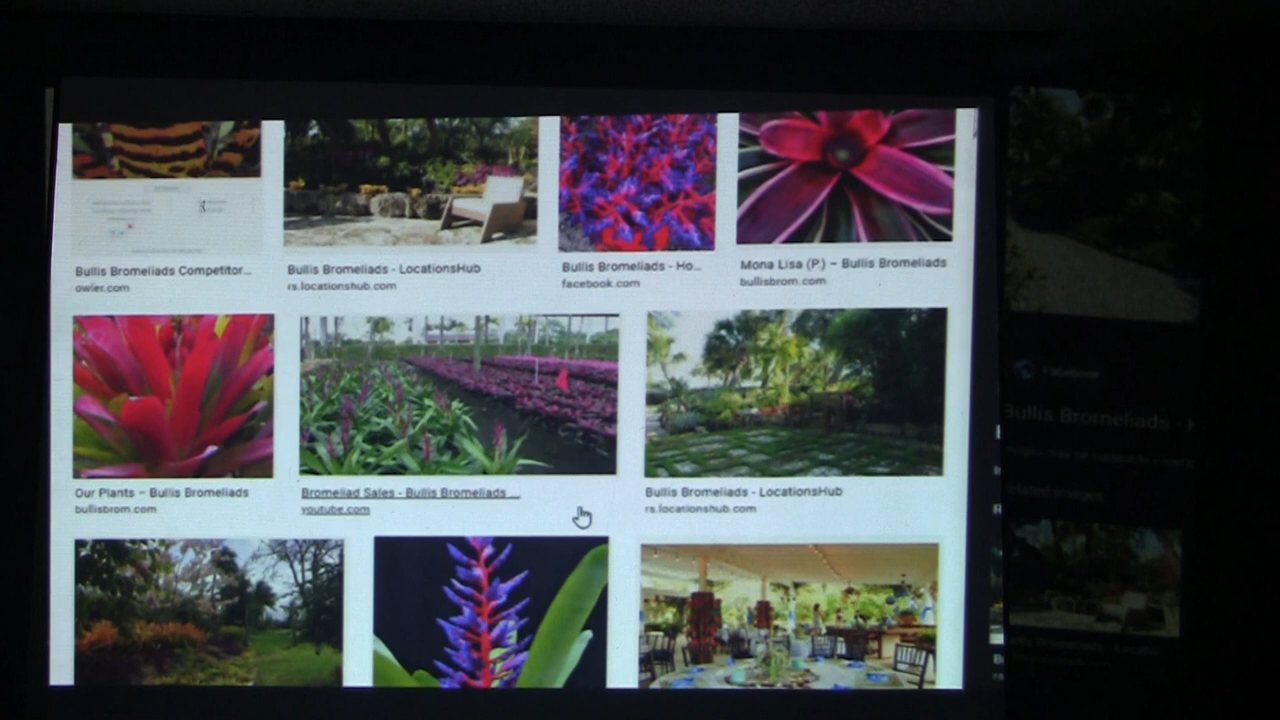 Bullis Bromeliads Competitor...
owler.com
Bullis Bromeliads - LocationsHub
rs.locationshub.com
Bullis Bromeliads - Ho...
facebook.com
Mona Lisa (P.) – Bullis Bromeliads
bullisbrom.com
Our Plants – Bullis Bromeliads
bullisbrom.com
Bromeliad Sales - Bullis Bromeliads ...
youtube.com
Bullis Bromeliads - LocationsHub
rs.locationshub.com
Facebook
Bullis Bromeliads - H